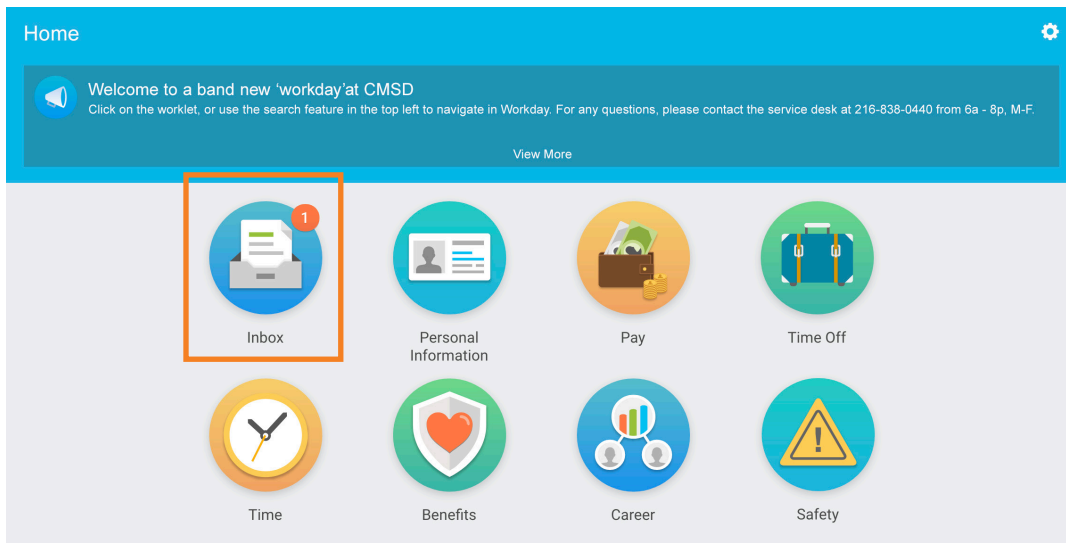 Home
Welcome to a band new ‘workday’at CMSD
Click on the worklet, or use the search feature in the top left to navigate in Workday. For any questions, please contact the service desk at 216-838-0440 from 6a - 8p, M-F.
View More
1
Inbox
Personal
Information
Pay
Time Off
Time
Benefits
Career
Safety